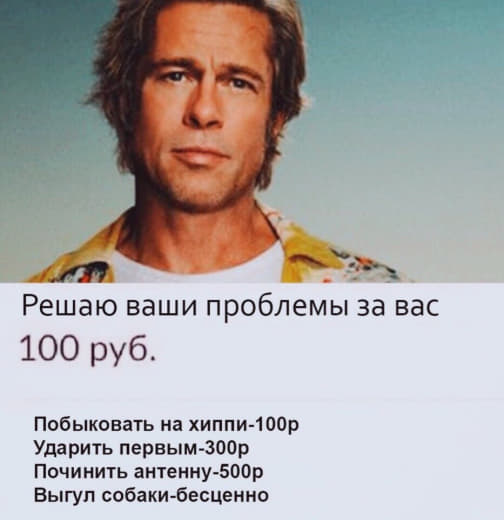 Решаю ваши проблемы за вас
100 руб.
Побыковать на хиппи-100р
Ударить первым-300р
Починить антенну-500р
Выгул собаки-бесценно